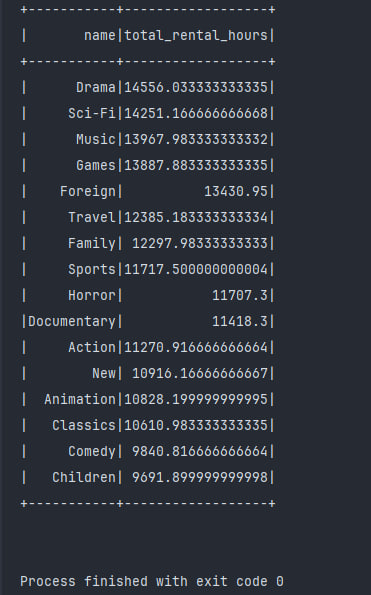 +-----------+------------------+
|       name|total_rental_hours|
+-----------+------------------+
|      Drama|14556.033333333335|
|     Sci-Fi|14251.166666666668|
|      Music|13967.983333333332|
|      Games|13887.883333333335|
|    Foreign|          13430.95|
|     Travel|12385.183333333334|
|     Family| 12297.98333333333|
|     Sports|11717.500000000004|
|     Horror|           11707.3|
|Documentary|           11418.3|
|     Action|11270.916666666664|
|        New| 10916.16666666667|
|  Animation|10828.199999999995|
|   Classics|10610.983333333335|
|     Comedy| 9840.816666666664|
|   Children| 9691.899999999998|
+-----------+------------------+
Process finished with exit code 0